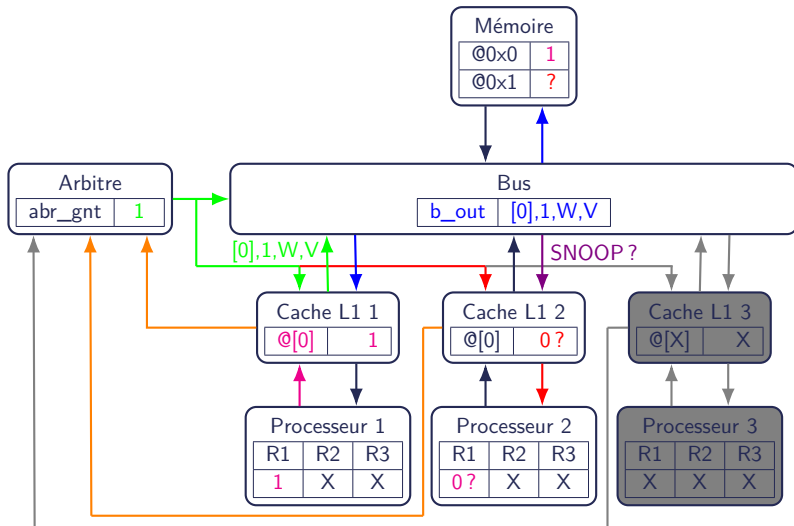 Mémoire
@0x0 1
@0x1 ?
Arbitre
abr_gnt 1
Bus
b_out [0],1,W,V
[0],1,W,V
SNOOP ?
Cache L1 1
@[0] 1
Cache L1 2
@[0] 0 ?
Cache L1 3
@[X] X
Processeur 1
R1 R2 R3
1 X X
Processeur 2
R1 R2 R3
0 ? X X
Processeur 3
R1 R2 R3
X X X